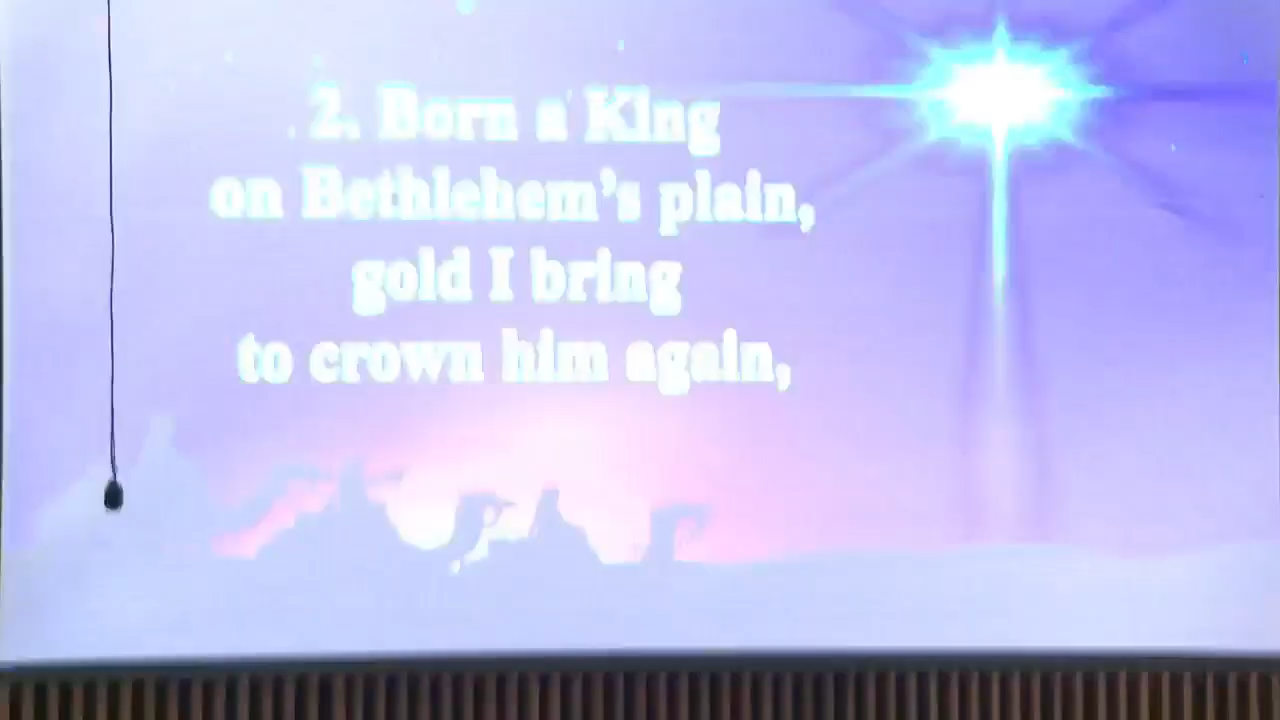 2. Born a King
on Bethlehem's plain,
gold I bring
to crown him again,